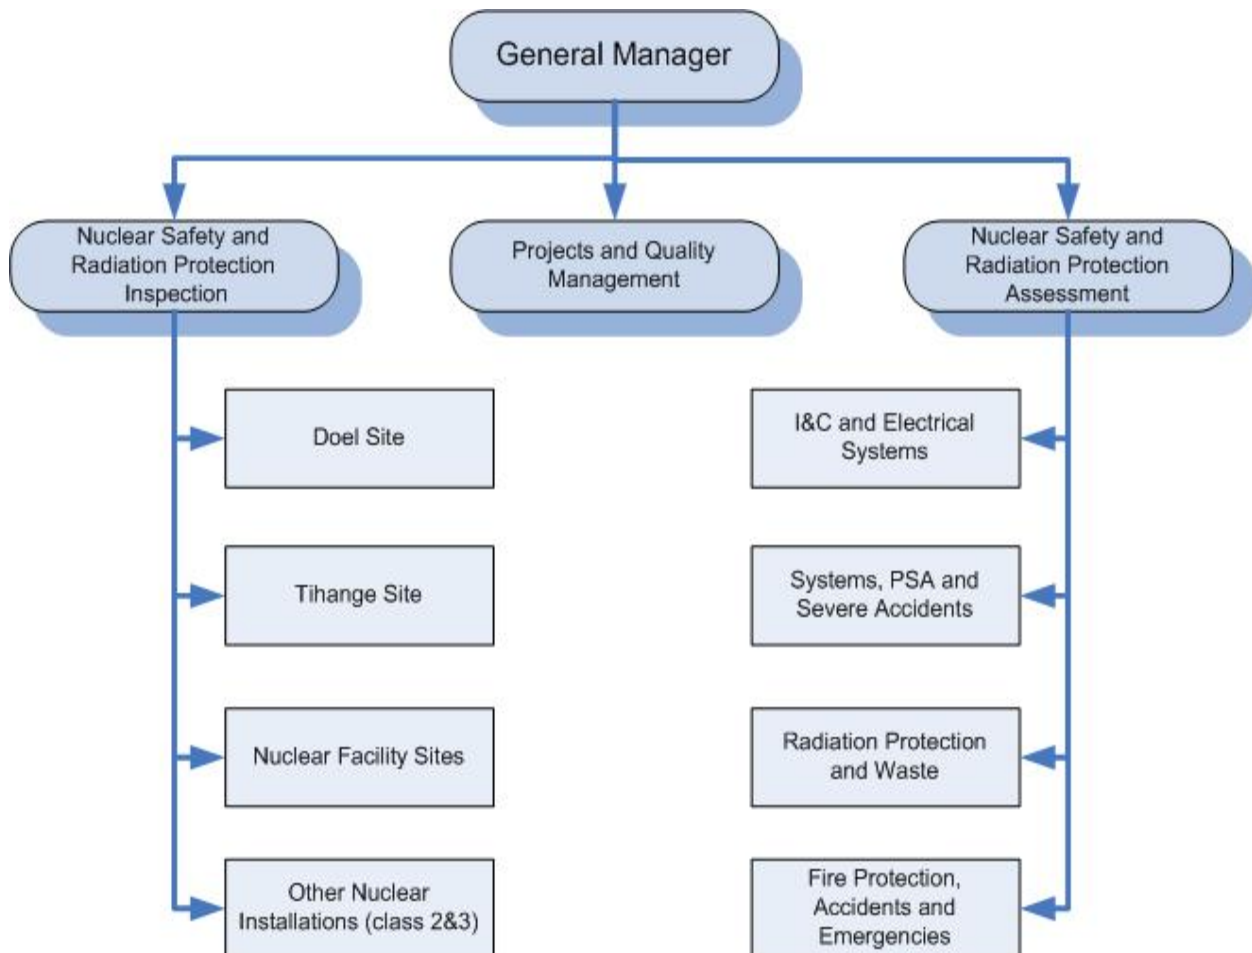 General Manager
Nuclear Safety and
Radiation Protection
Inspection
Projects and Quality
Management
Nuclear Safety and
Radiation Protection
Assessment
Doel Site
Tihange Site
Nuclear Facility Sites
Other Nuclear
Installations (class 2&3)
I&C and Electrical
Systems
Systems, PSA and
Severe Accidents
Radiation Protection
and Waste
Fire Protection,
Accidents and
Emergencies